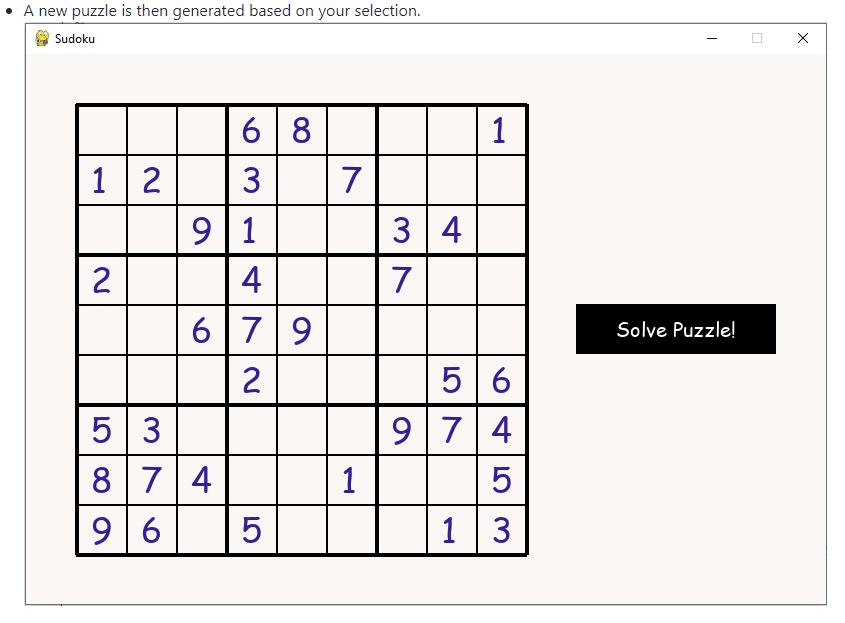 A new puzzle is then generated based on your selection.
Sudoku
6 8 1
1 2 3 7
9 1 3 4
2 4 7
6 7 9
Solve Puzzle!
2 5 6
5 3 9 7 4
8 7 4 1 5
9 6 5 1 3